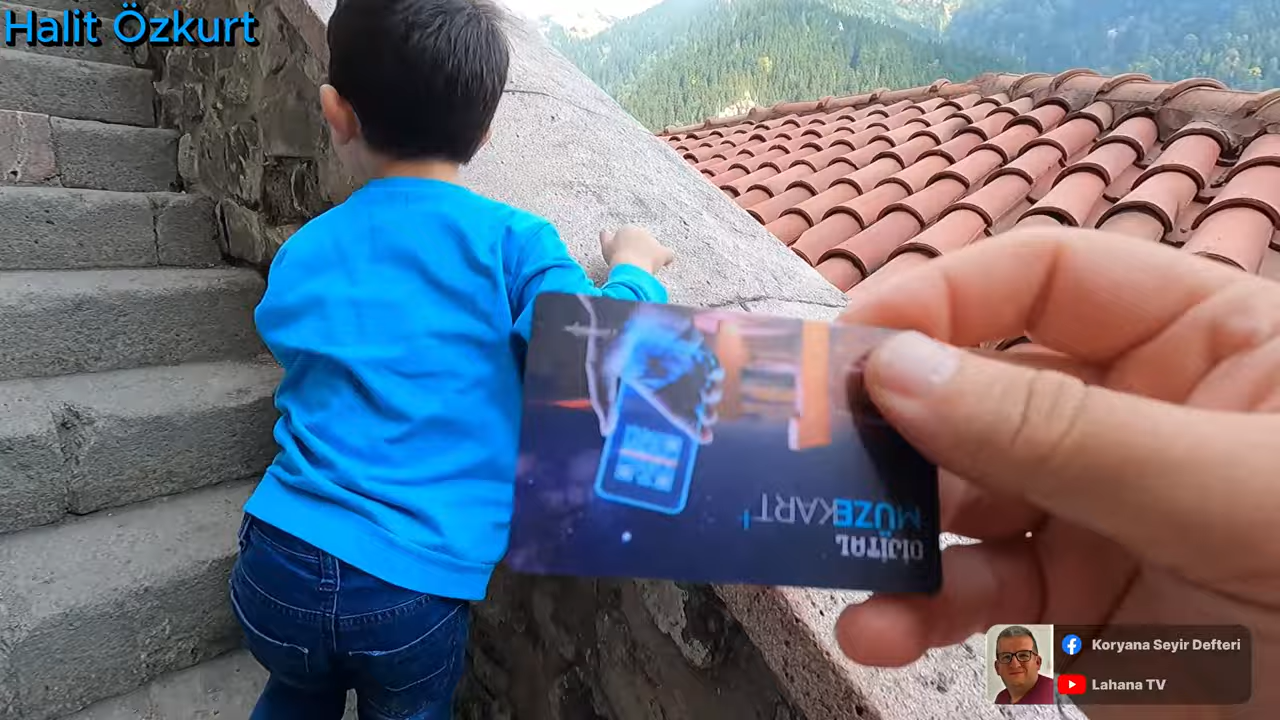 Halit Özkurt
DİJİTAL
MÜZEKART
Koryana Seyir Defteri
Lahana TV